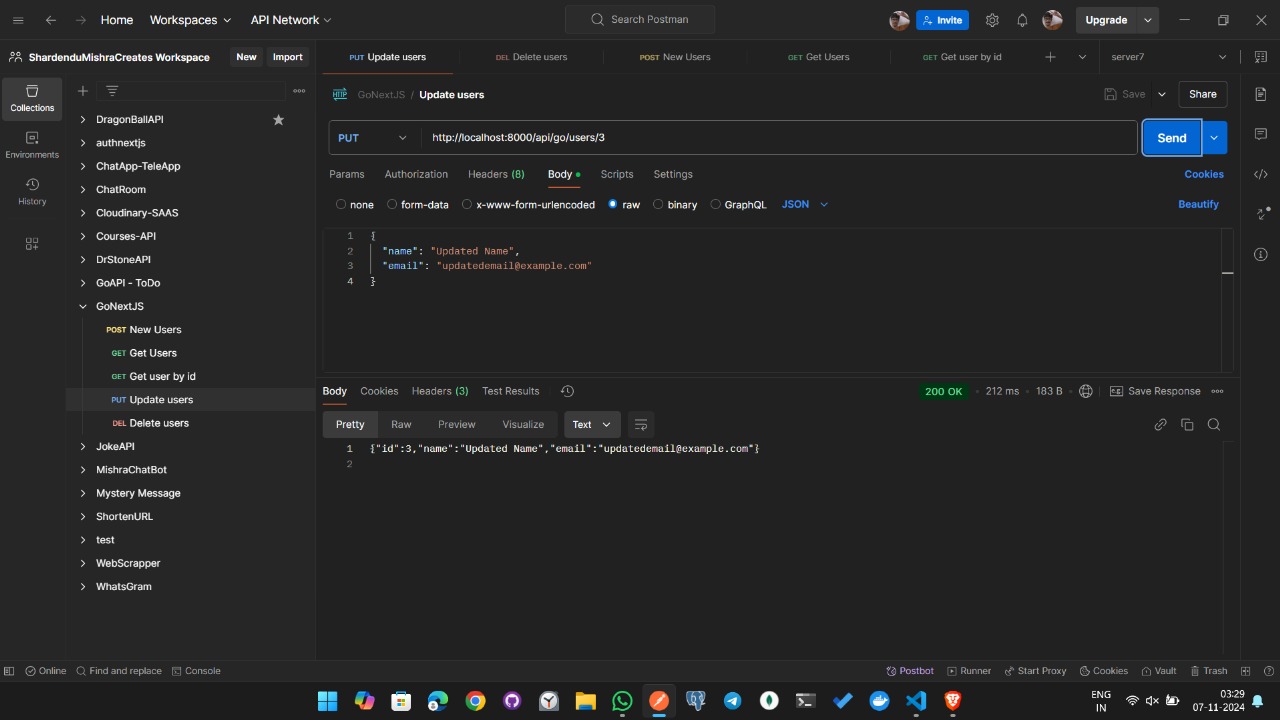 Home Workspaces API Network Search Postman Invite Upgrade
ShardenduMishraCreates Workspace New Import PUT Update users DEL Delete users POST New Users GET Get Users GET Get user by id server7
Collections
Environments
History
DragonBallAPI
authnextjs
ChatApp-TeleApp
ChatRoom
Cloudinary-SAAS
Courses-API
DrStoneAPI
GoAPI - ToDo
GoNextJS
POST New Users
GET Get Users
GET Get user by id
PUT Update users
DEL Delete users
JokeAPI
MishraChatBot
Mystery Message
ShortenURL
test
WebScrapper
WhatsGram
HTTP GoNextJS / Update users Save Share
PUT http://localhost:8000/api/go/users/3 Send
Params Authorization Headers (8) Body Scripts Settings Cookies
none form-data x-www-form-urlencoded raw binary GraphQL JSON Beautify
1 {
2 "name": "Updated Name",
3 "email": "updatedemail@example.com"
4 }
Body Cookies Headers (3) Test Results 200 OK 212 ms 183 B Save Response
Pretty Raw Preview Visualize Text
1 {"id":3,"name":"Updated Name","email":"updatedemail@example.com"}
2
Online Find and replace Console Postbot Runner Start Proxy Cookies Vault Trash
ENG 03:29
IN 07-11-2024